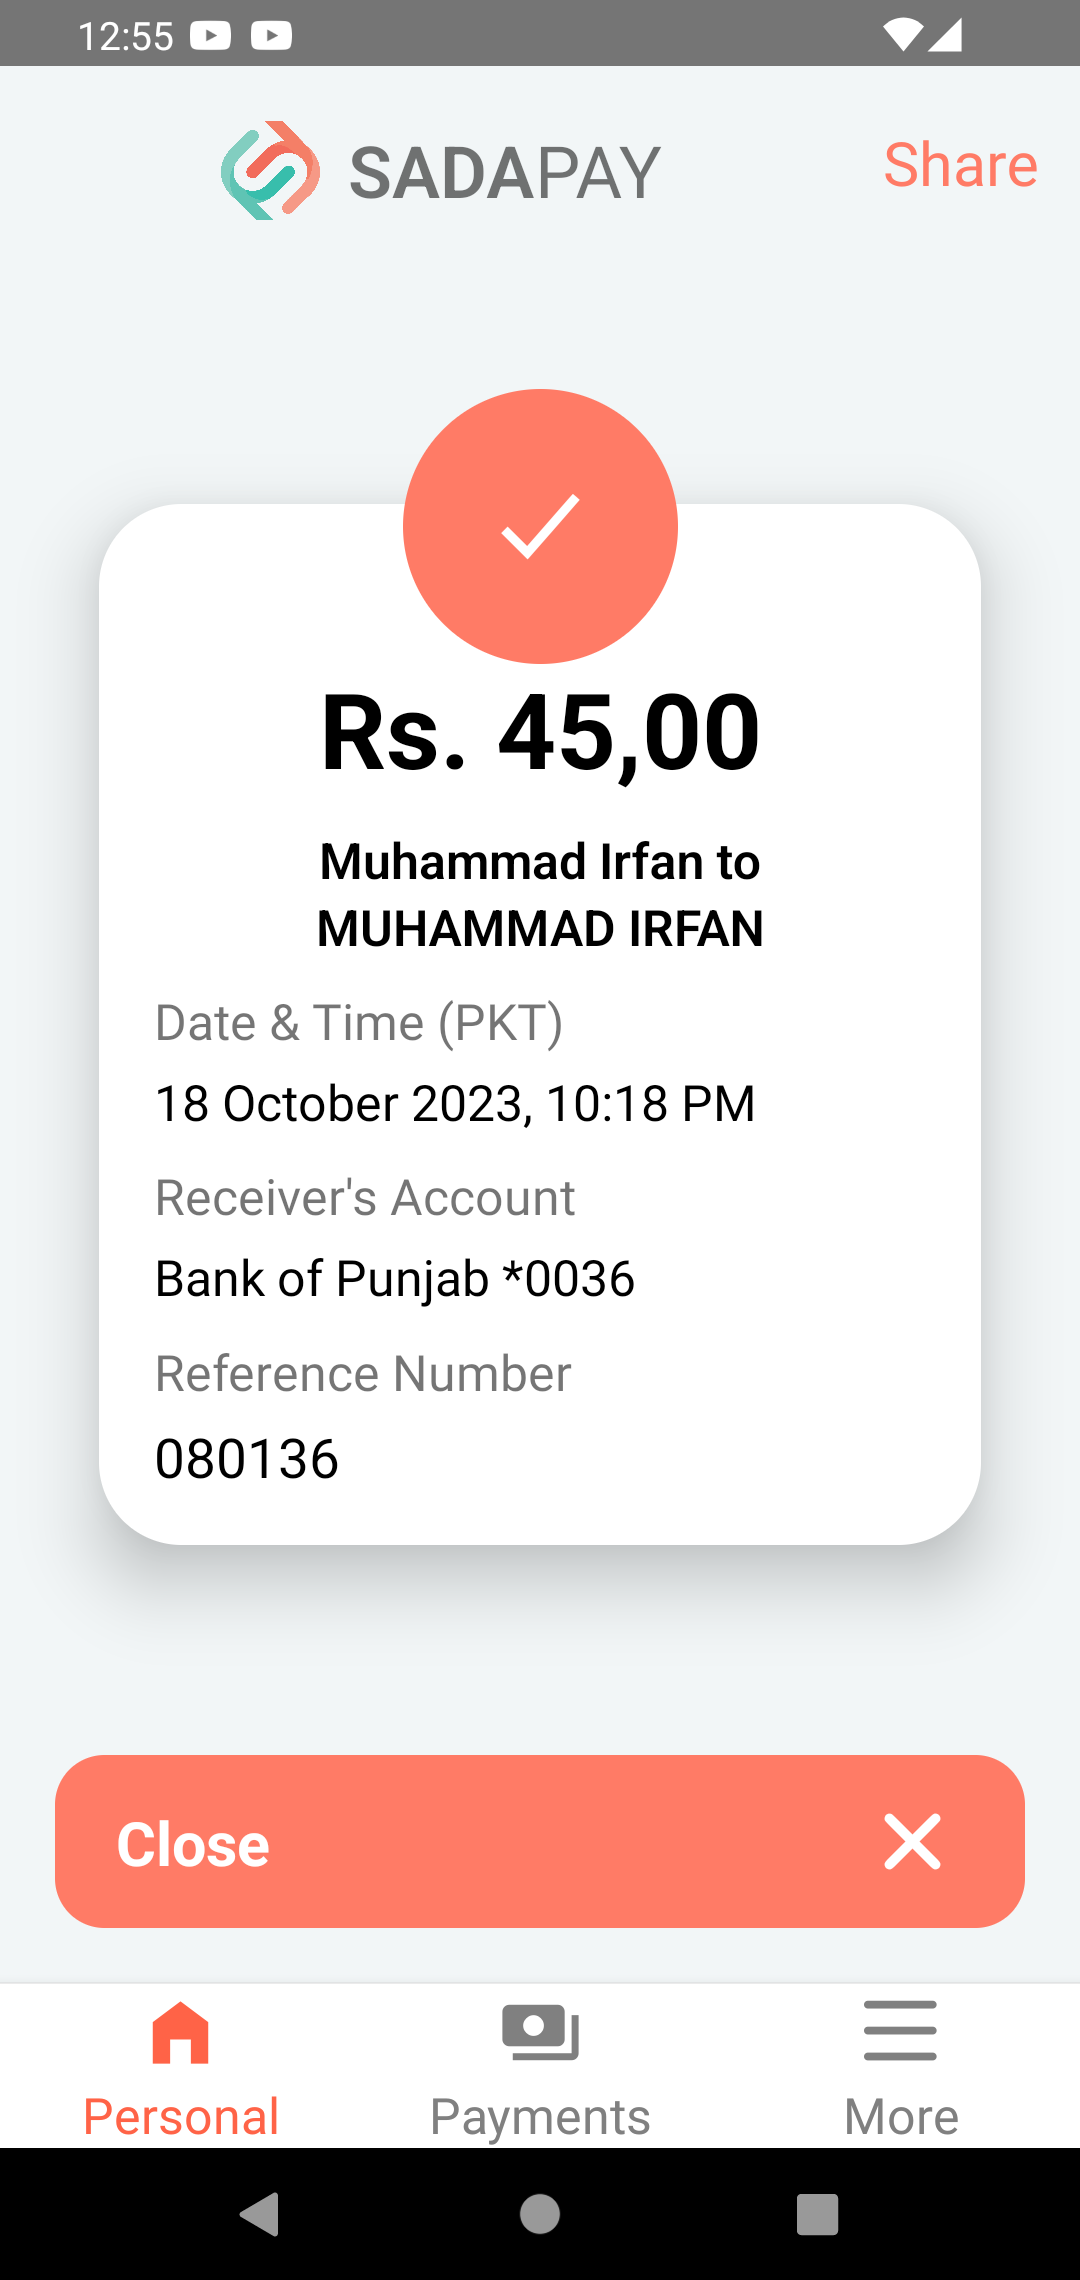 12:55
SADAPAY
Share
Rs. 45,00
Muhammad Irfan to
MUHAMMAD IRFAN
Date & Time (PKT)
18 October 2023, 10:18 PM
Receiver's Account
Bank of Punjab *0036
Reference Number
080136
Close
Personal
Payments
More